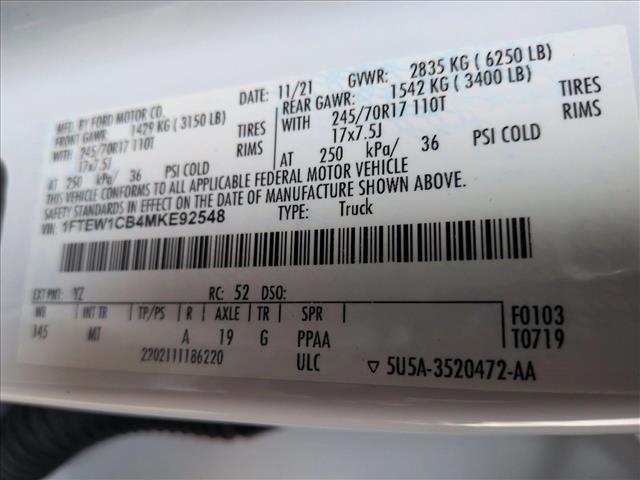 MFD. BY FORD MOTOR CO.
DATE: 11/21 GVWR: 2835 KG ( 6250 LB)
FRONT GAWR: 1429 KG ( 3150 LB)
REAR GAWR: 1542 KG ( 3400 LB)
WITH 245/70R17 110T TIRES
WITH 245/70R17 110T TIRES
17x7.5J RIMS
17x7.5J RIMS
AT 250 kPa/ 36 PSI COLD
AT 250 kPa/ 36 PSI COLD
THIS VEHICLE CONFORMS TO ALL APPLICABLE FEDERAL MOTOR VEHICLE
SAFETY STANDARDS IN EFFECT ON THE DATE OF MANUFACTURE SHOWN ABOVE.
VIN: 1FTEW1CB4MKE92548 TYPE: Truck
EXT PNT: YZ RC: 52 DSO:
WB INT TR TP/PS R AXLE TR SPR
145 MT A 19 G PPAA
F0103
T0719
2202111186220 ULC ▽ 5U5A-3520472-AA